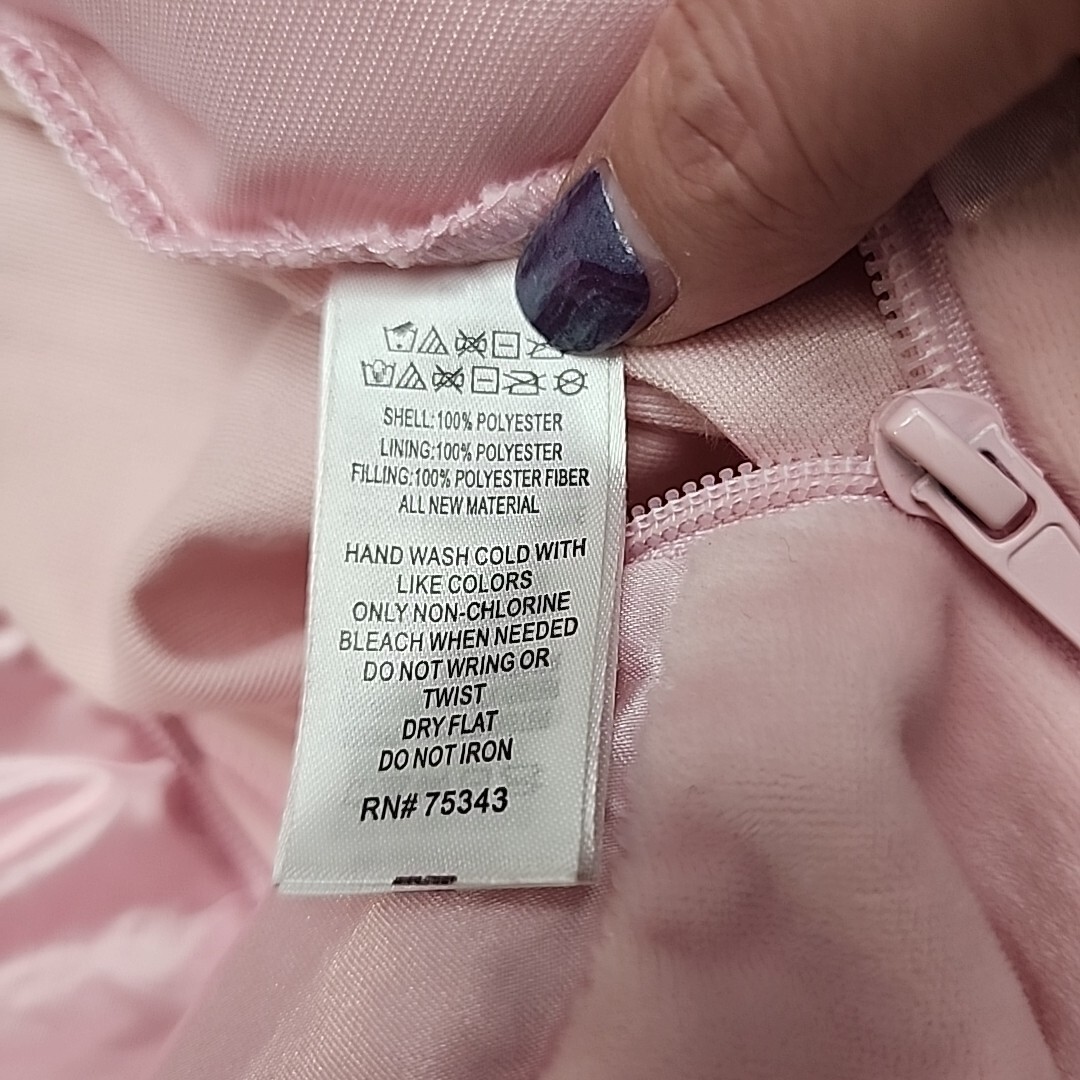 SHELL:100% POLYESTER
LINING:100% POLYESTER
FILLING:100% POLYESTER FIBER
ALL NEW MATERIAL
HAND WASH COLD WITH
LIKE COLORS
ONLY NON-CHLORINE
BLEACH WHEN NEEDED
DO NOT WRING OR
TWIST
DRY FLAT
DO NOT IRON
RN# 75343